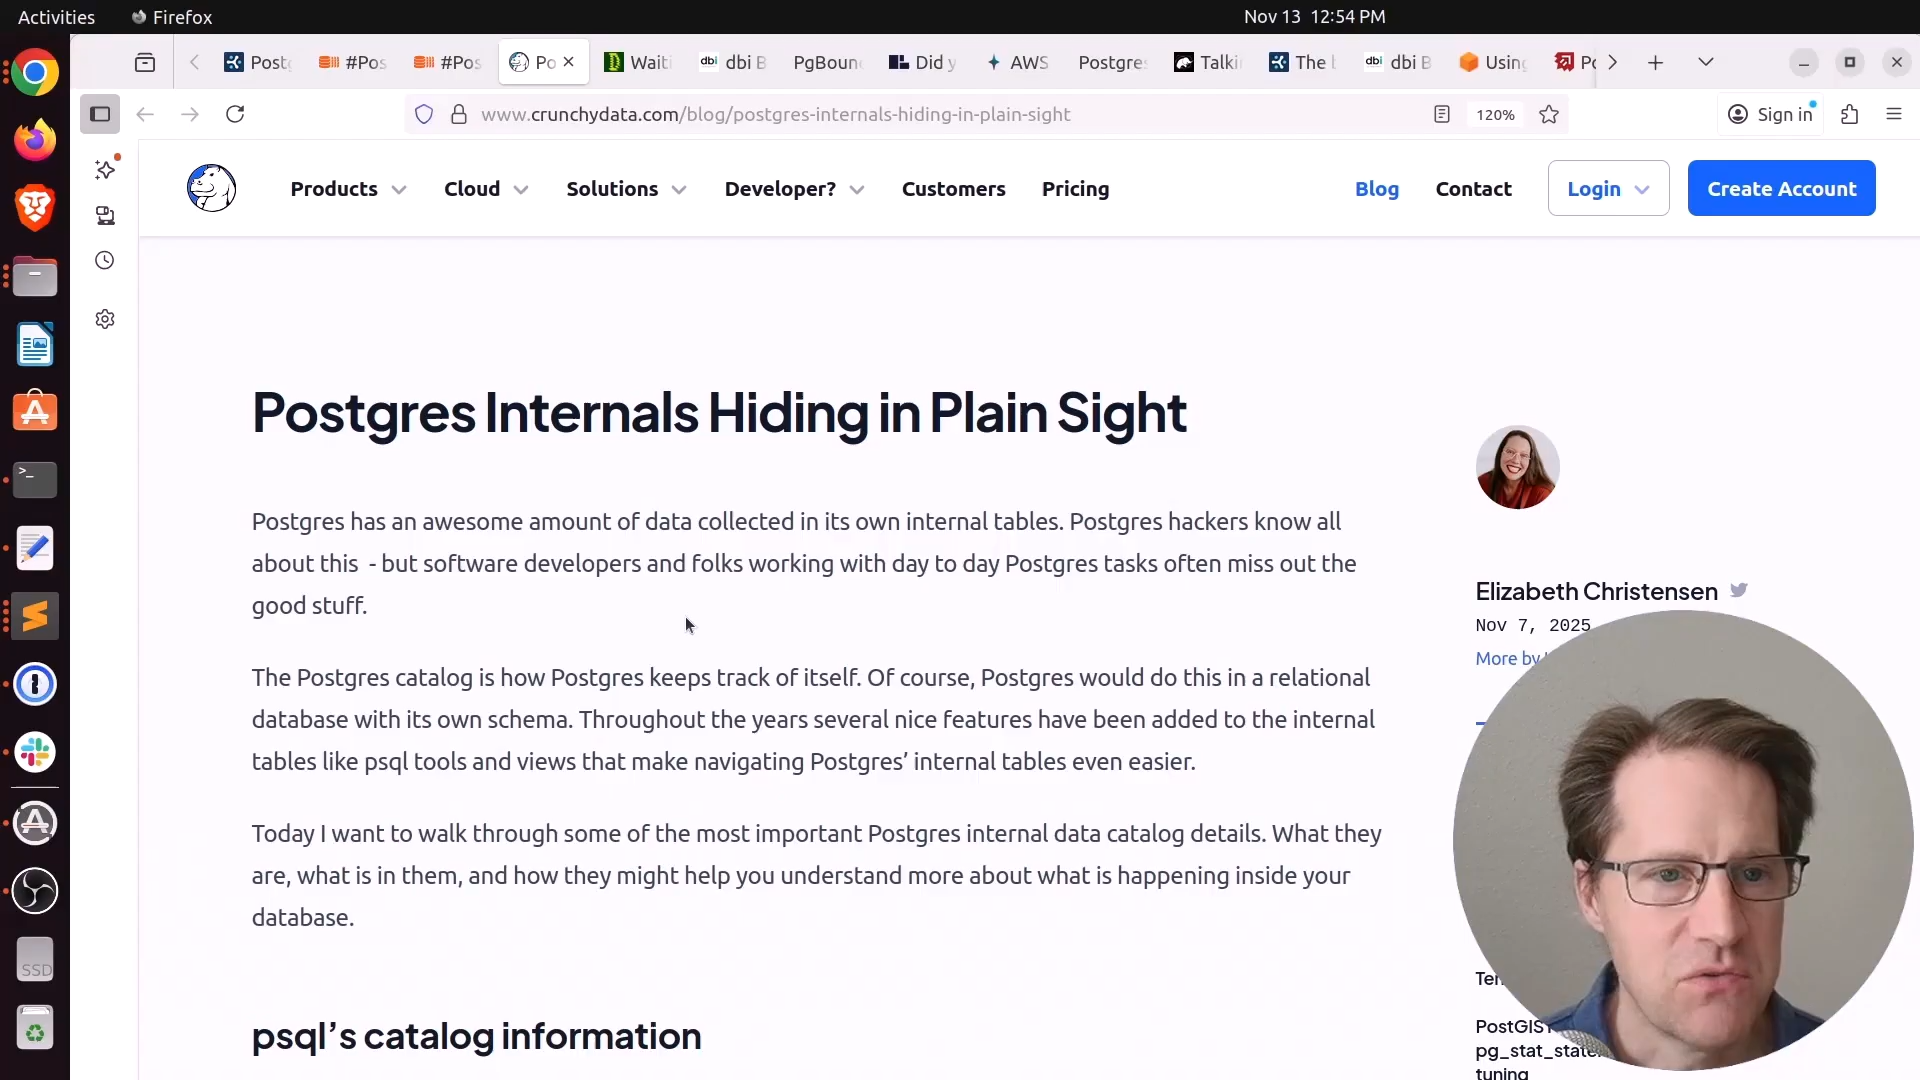 Activities
Firefox
Nov 13 12:54 PM
Postg
#Pos
#Pos
Po
Waiti
dbi B
PgBoun
Did y
AWS
Postgre
Talki
The b
dbi B
Using
Po
www.crunchydata.com/blog/postgres-internals-hiding-in-plain-sight
120%
Sign in
Products
Cloud
Solutions
Developer?
Customers
Pricing
Blog
Contact
Login
Create Account
Postgres Internals Hiding in Plain Sight
Postgres has an awesome amount of data collected in its own internal tables. Postgres hackers know all
about this - but software developers and folks working with day to day Postgres tasks often miss out the
good stuff.
The Postgres catalog is how Postgres keeps track of itself. Of course, Postgres would do this in a relational
database with its own schema. Throughout the years several nice features have been added to the internal
tables like psql tools and views that make navigating Postgres’ internal tables even easier.
Today I want to walk through some of the most important Postgres internal data catalog details. What they
are, what is in them, and how they might help you understand more about what is happening inside your
database.
psql’s catalog information
Elizabeth Christensen
Nov 7, 2025
More by
PostGIS
pg_stat_state
tuning
SSD